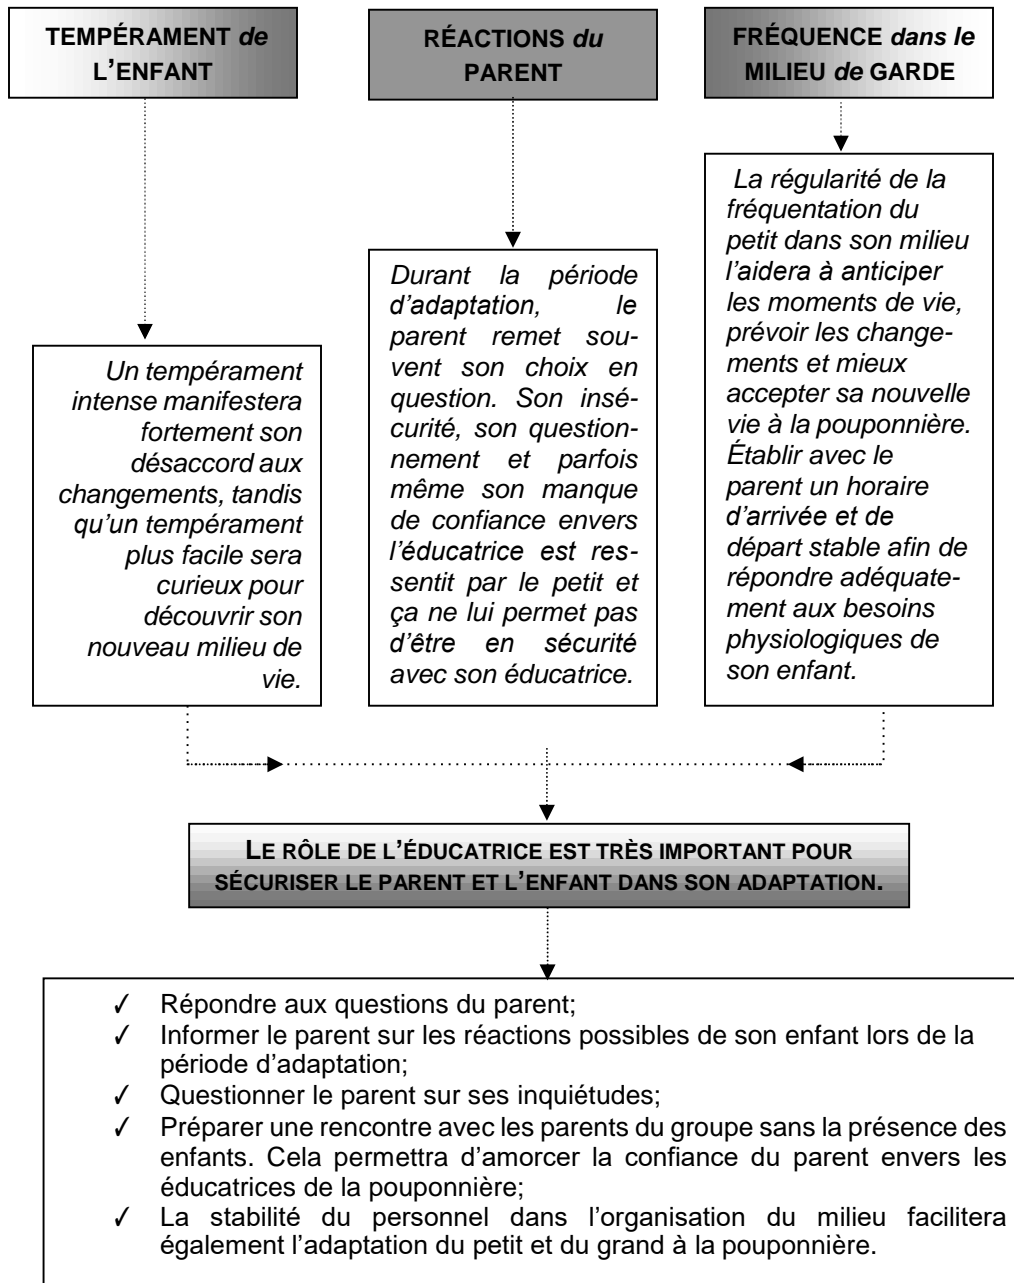 TEMPÉRAMENT de
L'ENFANT
RÉACTIONS du
PARENT
FRÉQUENCE dans le
MILIEU de GARDE
Un tempérament
intense manifestera
fortement son
désaccord aux
changements, tandis
qu'un tempérament
plus facile sera
curieux pour
découvrir son
nouveau milieu de
vie.
Durant la période
d'adaptation, le
parent remet sou-
vent son choix en
question. Son insé-
curité, son question-
nement et parfois
même son manque
de confiance envers
l'éducatrice est res-
sentit par le petit et
ça ne lui permet pas
d'être en sécurité
avec son éducatrice.
La régularité de la
fréquentation du
petit dans son milieu
l'aidera à anticiper
les moments de vie,
prévoir les change-
ments et mieux
accepter sa nouvelle
vie à la pouponnière.
Établir avec le
parent un horaire
d'arrivée et de
départ stable afin de
répondre adéquate-
ment aux besoins
physiologiques de
son enfant.
LE RÔLE DE L'ÉDUCATRICE EST TRÈS IMPORTANT POUR
SÉCURISER LE PARENT ET L'ENFANT DANS SON ADAPTATION.
✓ Répondre aux questions du parent;
✓ Informer le parent sur les réactions possibles de son enfant lors de la
période d'adaptation;
✓ Questionner le parent sur ses inquiétudes;
✓ Préparer une rencontre avec les parents du groupe sans la présence des
enfants. Cela permettra d'amorcer la confiance du parent envers les
éducatrices de la pouponnière;
✓ La stabilité du personnel dans l'organisation du milieu facilitera
également l'adaptation du petit et du grand à la pouponnière.